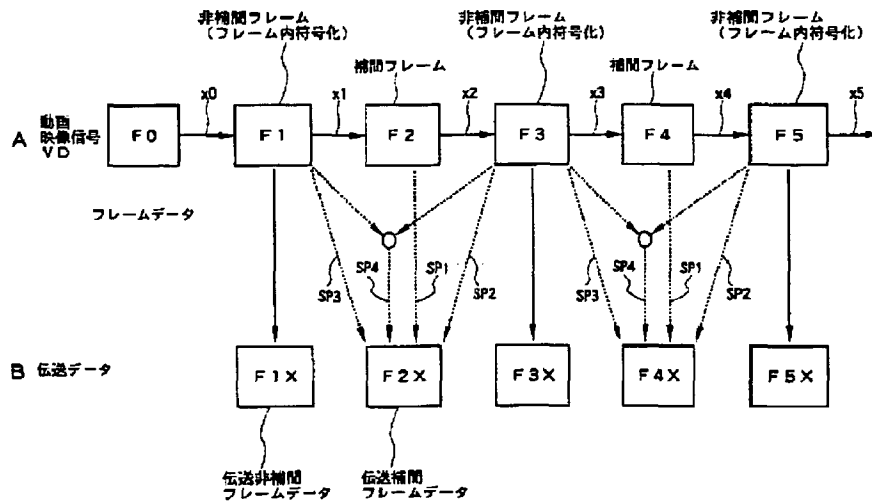 非補間フレーム
(フレーム内符号化)
非補間フレーム
(フレーム内符号化)
非補間フレーム
(フレーム内符号化)
補間フレーム
補間フレーム
x0
x1
x2
x3
x4
x5
A 動画
映像信号
VD
F0
F1
F2
F3
F4
F5
フレームデータ
SP3
SP4
SP1
SP2
SP3
SP4
SP1
SP2
B 伝送データ
F1X
F2X
F3X
F4X
F5X
伝送非補間
フレームデータ
伝送補間
フレームデータ